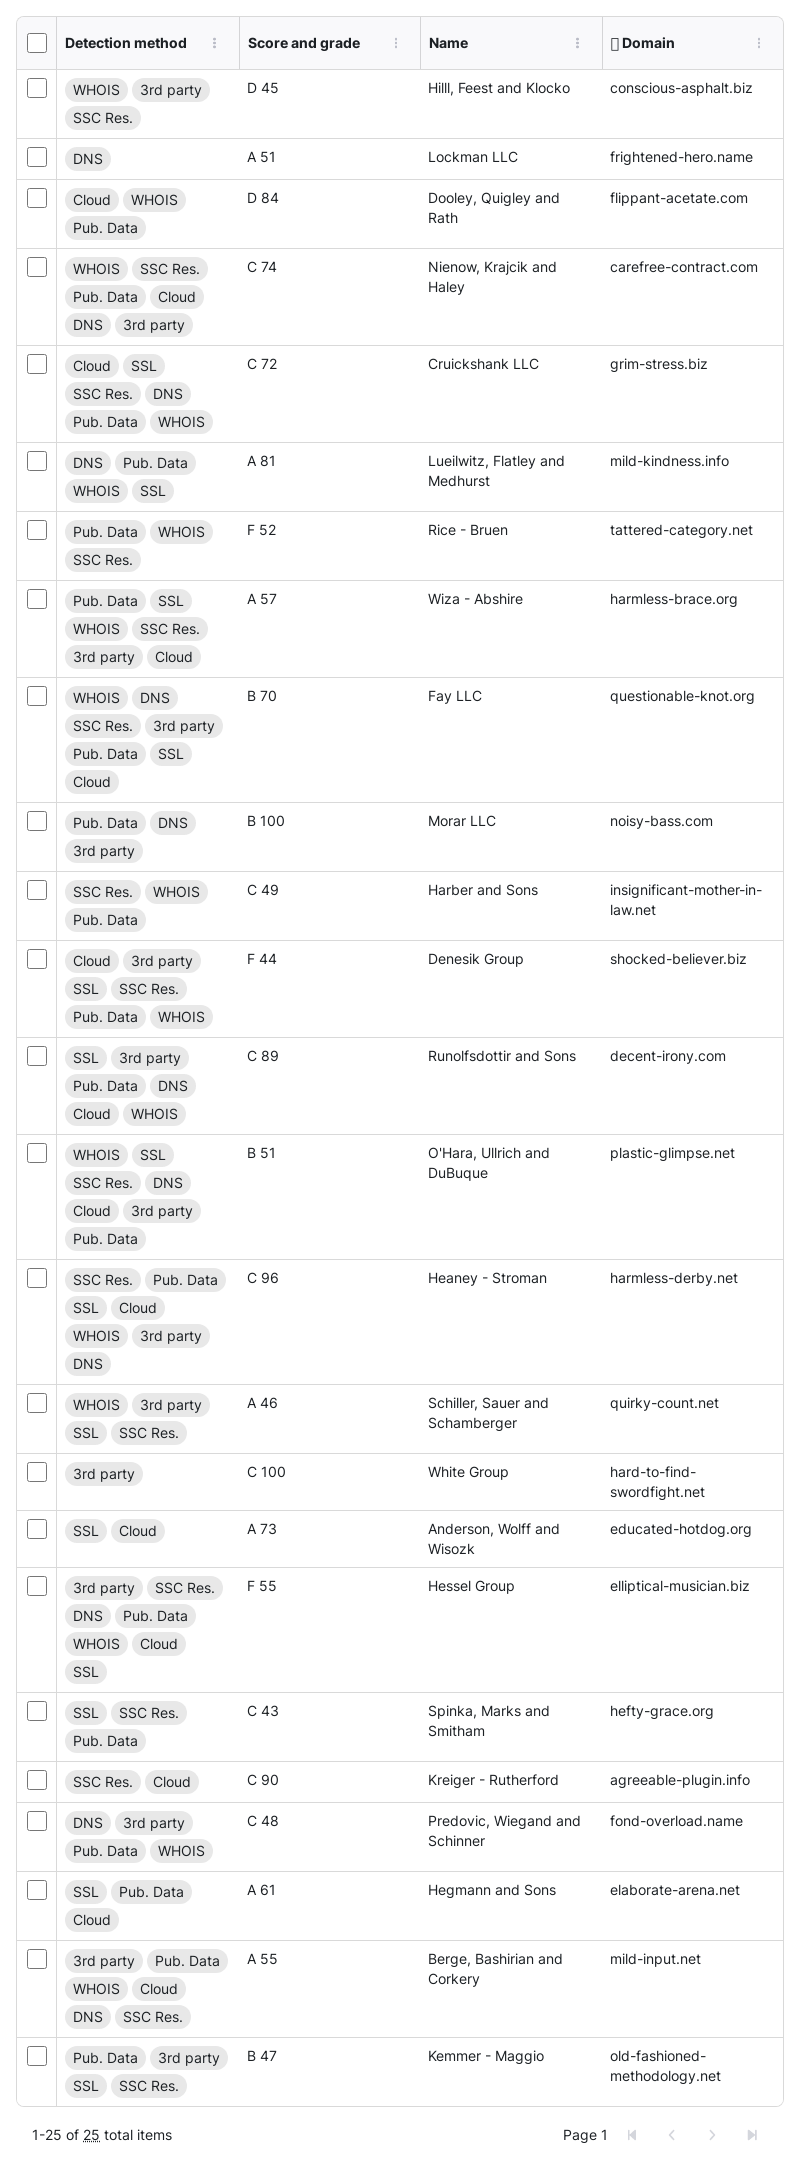 Detection method Score and grade Name Domain
WHOIS 3rd party D 45 Hilll, Feest and Klocko conscious-asphalt.biz
SSC Res.
DNS A 51 Lockman LLC frightened-hero.name
Cloud WHOIS D 84 Dooley, Quigley and flippant-acetate.com
Pub. Data Rath
WHOIS SSC Res. C 74 Nienow, Krajcik and carefree-contract.com
Pub. Data Cloud Haley
DNS 3rd party
Cloud SSL C 72 Cruickshank LLC grim-stress.biz
SSC Res. DNS
Pub. Data WHOIS
DNS Pub. Data A 81 Lueilwitz, Flatley and mild-kindness.info
WHOIS SSL Medhurst
Pub. Data WHOIS F 52 Rice - Bruen tattered-category.net
SSC Res.
Pub. Data SSL A 57 Wiza - Abshire harmless-brace.org
WHOIS SSC Res.
3rd party Cloud
WHOIS DNS B 70 Fay LLC questionable-knot.org
SSC Res. 3rd party
Pub. Data SSL
Cloud
Pub. Data DNS B 100 Morar LLC noisy-bass.com
3rd party
SSC Res. WHOIS C 49 Harber and Sons insignificant-mother-in-
Pub. Data law.net
Cloud 3rd party F 44 Denesik Group shocked-believer.biz
SSL SSC Res.
Pub. Data WHOIS
SSL 3rd party C 89 Runolfsdottir and Sons decent-irony.com
Pub. Data DNS
Cloud WHOIS
WHOIS SSL B 51 O'Hara, Ullrich and plastic-glimpse.net
SSC Res. DNS DuBuque
Cloud 3rd party
Pub. Data
SSC Res. Pub. Data C 96 Heaney - Stroman harmless-derby.net
SSL Cloud
WHOIS 3rd party
DNS
WHOIS 3rd party A 46 Schiller, Sauer and quirky-count.net
SSL SSC Res. Schamberger
3rd party C 100 White Group hard-to-find-
swordfight.net
SSL Cloud A 73 Anderson, Wolff and educated-hotdog.org
Wisozk
3rd party SSC Res. F 55 Hessel Group elliptical-musician.biz
DNS Pub. Data
WHOIS Cloud
SSL
SSL SSC Res. C 43 Spinka, Marks and hefty-grace.org
Pub. Data Smitham
SSC Res. Cloud C 90 Kreiger - Rutherford agreeable-plugin.info
DNS 3rd party C 48 Predovic, Wiegand and fond-overload.name
Pub. Data WHOIS Schinner
SSL Pub. Data A 61 Hegmann and Sons elaborate-arena.net
Cloud
3rd party Pub. Data A 55 Berge, Bashirian and mild-input.net
WHOIS Cloud Corkery
DNS SSC Res.
Pub. Data 3rd party B 47 Kemmer - Maggio old-fashioned-
SSL SSC Res. methodology.net
1-25 of 25 total items Page 1